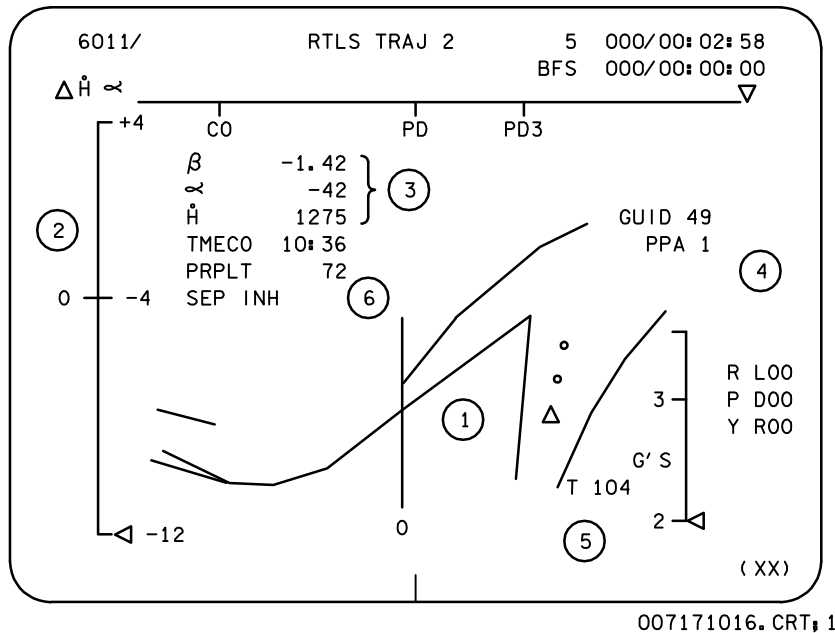 6011/ RTLS TRAJ 2 5 000/00:02:58
BFS 000/00:00:00
△ Ḣ ∝
CO PD PD3
+4
β -1.42
∝ -42
3
Ḣ 1275
GUID 49
2
TMECO 10:36
PPA 1
PRPLT 72
4
0 -4 SEP INH
6
R L00
3
P D00
1
Y R00
G'S
T 104
2
0
-12
5
(XX)
007171016.CRT; 1